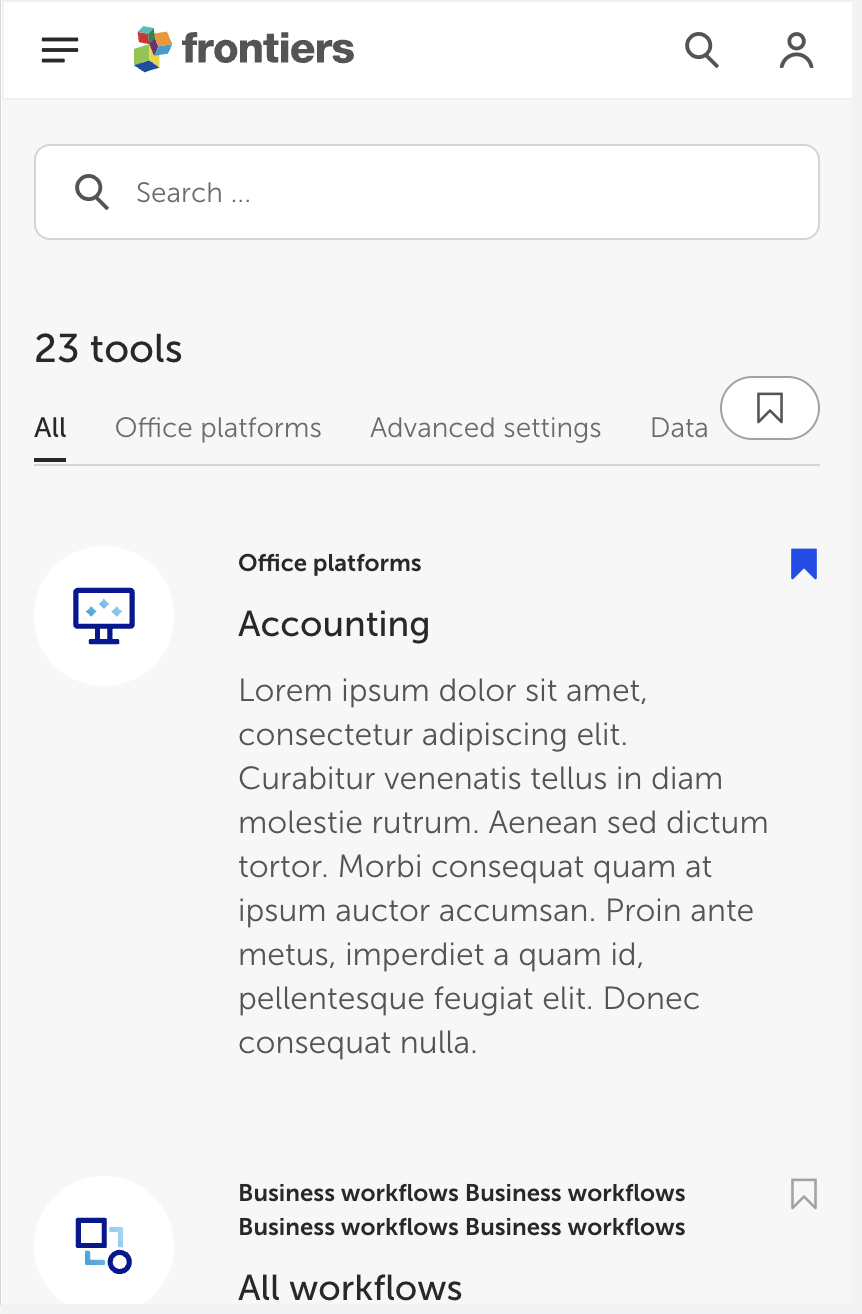 frontiers
Search ...
23 tools
All Office platforms Advanced settings Data
Office platforms
Accounting
Lorem ipsum dolor sit amet,
consectetur adipiscing elit.
Curabitur venenatis tellus in diam
molestie rutrum. Aenean sed dictum
tortor. Morbi consequat quam at
ipsum auctor accumsan. Proin ante
metus, imperdiet a quam id,
pellentesque feugiat elit. Donec
consequat nulla.
Business workflows Business workflows
Business workflows Business workflows
All workflows